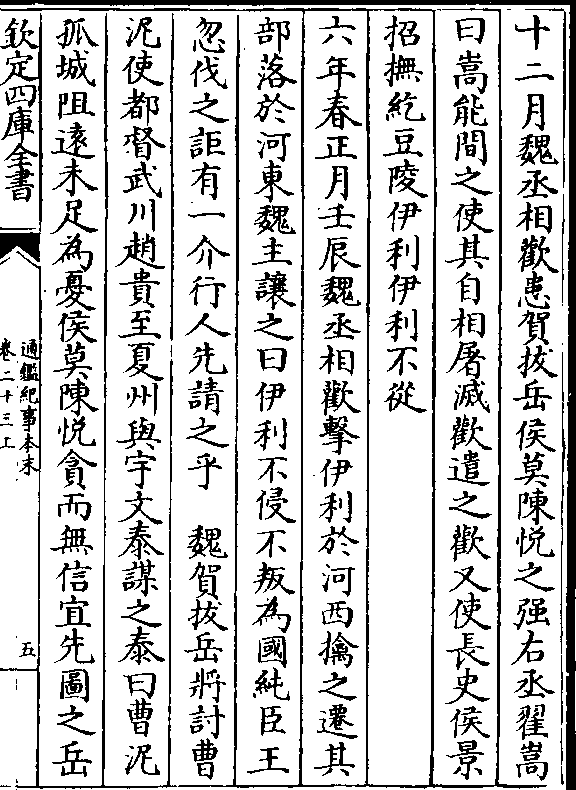 十二月魏丞相歡患賀拔岳侯莫陳悅之强右丞翟嵩
曰嵩能間之使其自相屠滅歡遣之歡又使長史侯景
招撫紇豆陵伊利伊利不從
六年春正月壬辰魏丞相歡擊伊利於河西擒之遷其
部落於河東魏主讓之曰伊利不侵不叛為國純臣王
忽伐之詎有一介行人先請之乎　魏賀拔岳將討曹
泥使都督武川趙貴至夏州與宇文泰謀之泰曰曹泥
孤城阻遠未足為憂侯莫陳悅貪而無信宜先圖之岳
欽定四庫全書
通鑑紀事本末
卷二十三上
五